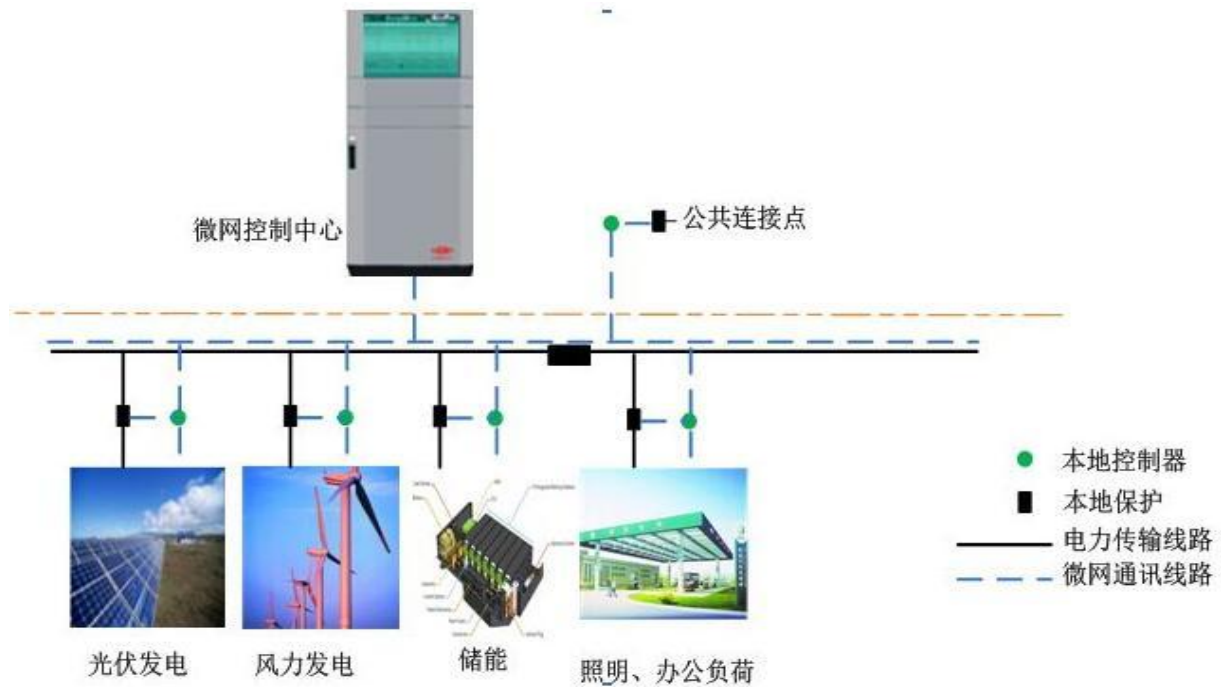 微网控制中心
公共连接点
本地控制器
本地保护
电力传输线路
微网通讯线路
光伏发电
风力发电
储能
照明、办公负荷